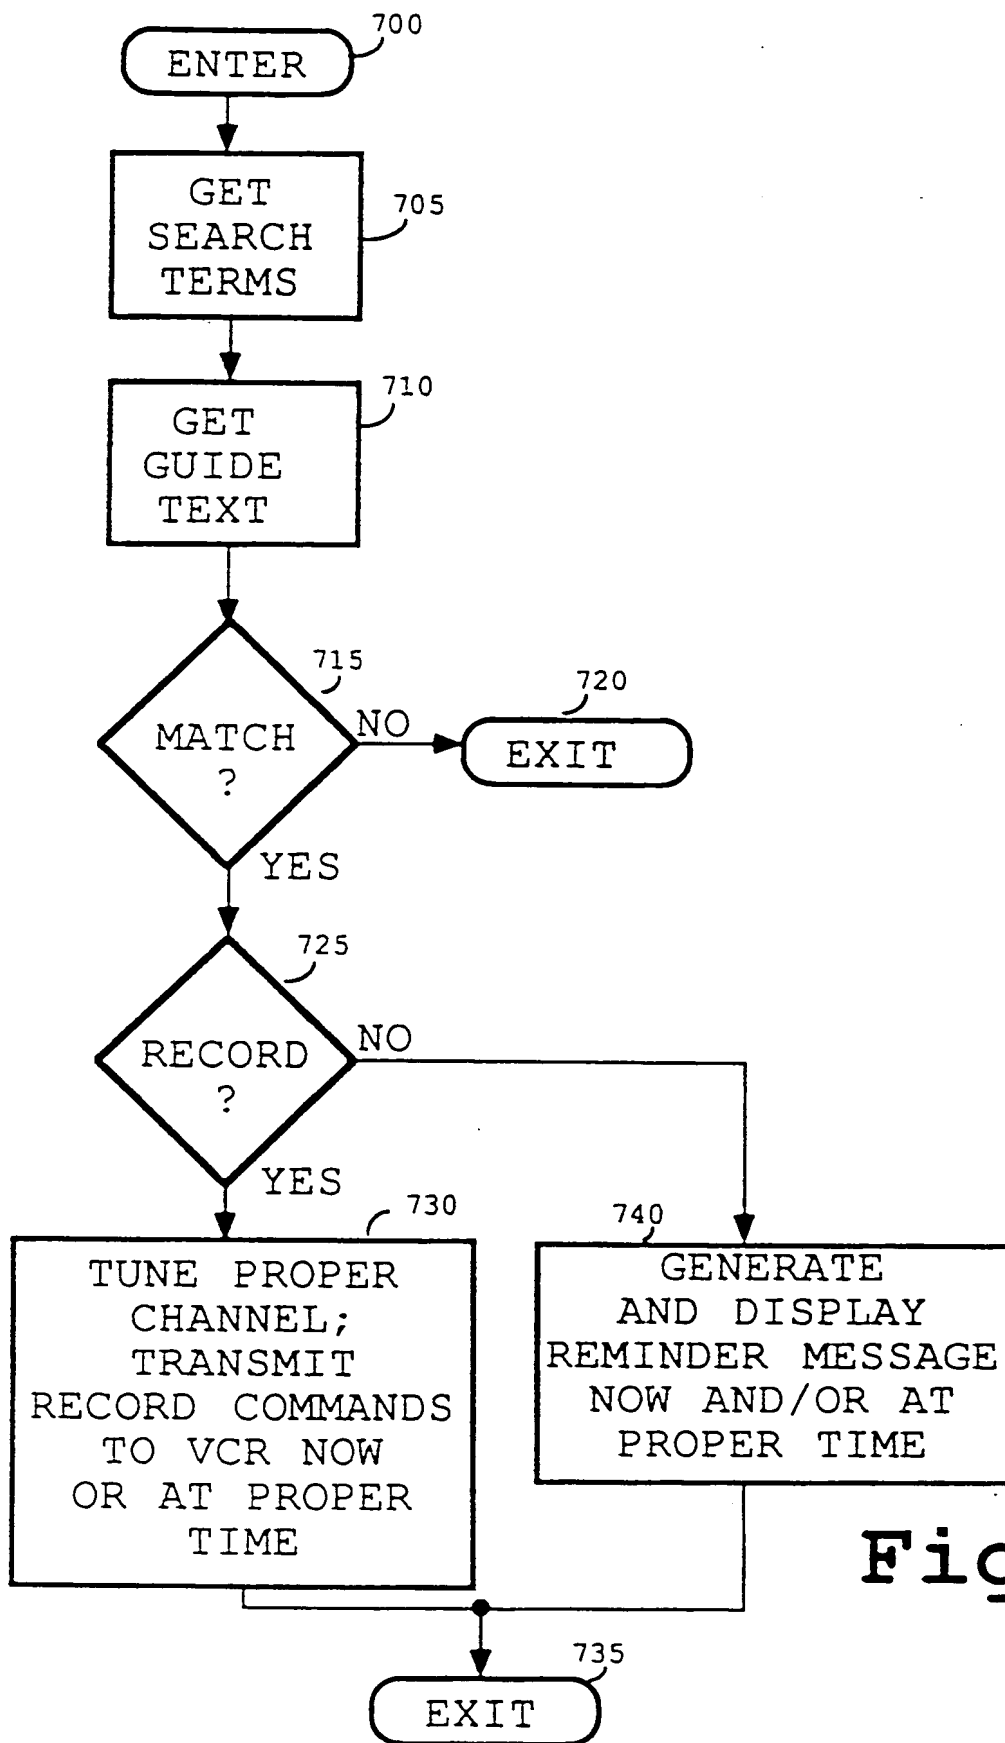 700
ENTER
GET
SEARCH
TERMS
705
GET
GUIDE
TEXT
710
715
MATCH
?
NO
720
EXIT
YES
725
RECORD
?
NO
YES
730
TUNE PROPER
CHANNEL;
TRANSMIT
RECORD COMMANDS
TO VCR NOW
OR AT PROPER
TIME
740
GENERATE
AND DISPLAY
REMINDER MESSAGE
NOW AND/OR AT
PROPER TIME
Fig
735
EXIT